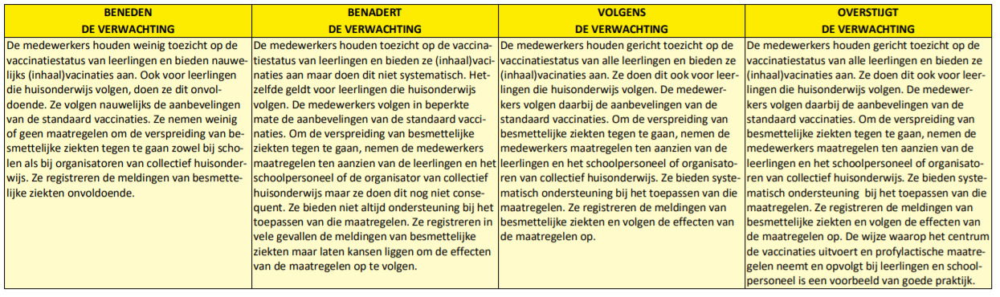 BENEDEN
DE VERWACHTING
De medewerkers houden weinig toezicht op de
vaccinatiestatus van leerlingen en bieden nauwe-
lijks (inhaal)vacinaties aan. Ook voor leerlingen
die huisonderwijs volgen, doen ze dit onvol-
doende. Ze volgen nauwelijks de aanbevelingen
van de standaard vaccinaties. Ze nemen weinig
of geen maatregelen om de verspreiding van be-
smettelijke ziekten tegen te gaan zowel bij scho-
len als bij organisatoren van collectief huisonder-
wijs. Ze registreren de meldingen van besmette-
lijke ziekten onvoldoende.
BENADERT
DE VERWACHTING
De medewerkers houden toezicht op de vaccina-
tiestatus van leerlingen en bieden ze (inhaal)vaci-
naties aan maar doen dit niet systematisch. Het-
zelfde geldt voor leerlingen die huisonderwijs
volgen. De medewerkers volgen in beperkte
mate de aanbevelingen van de standaard vacci-
naties. Om de verspreiding van besmettelijke
ziekten tegen te gaan, nemen de medewerkers
maatregelen ten aanzien van de leerlingen en het
schoolpersoneel of de organisator van collectief
huisonderwijs maar ze doen dit nog niet conse-
quent. Ze bieden niet altijd ondersteuning bij het
toepassen van die maatregelen. Ze registreren in
vele gevallen de meldingen van besmettelijke
ziekten maar laten kansen liggen om de effecten
van de maatregelen op te volgen.
VOLGENS
DE VERWACHTING
De medewerkers houden gericht toezicht op de
vaccinatiestatus van alle leerlingen en bieden ze
(inhaal)vacinaties aan. Ze doen dit ook voor leer-
lingen die huisonderwijs volgen. De medewer-
kers volgen daarbij de aanbevelingen van de
standaard vaccinaties. Om de verspreiding van
besmettelijke ziekten tegen te gaan, nemen de
medewerkers maatregelen ten aanzien van de
leerlingen en het schoolpersoneel of organisato-
ren van collectief huisonderwijs. Ze bieden syste-
matisch ondersteuning bij het toepassen van die
maatregelen. Ze registreren de meldingen van
besmettelijke ziekten en volgen de effecten van
de maatregelen op.
OVERSTIJGT
DE VERWACHTING
De medewerkers houden gericht toezicht op de
vaccinatiestatus van alle leerlingen en bieden ze
(inhaal)vacinaties aan. Ze doen dit ook voor leer-
lingen die huisonderwijs volgen. De medewer-
kers volgen daarbij de aanbevelingen van de
standaard vaccinaties. Om de verspreiding van
besmettelijke ziekten tegen te gaan, nemen de
medewerkers maatregelen ten aanzien van de
leerlingen en het schoolpersoneel of organisato-
ren van collectief huisonderwijs. Ze bieden syste-
matisch ondersteuning bij het toepassen van die
maatregelen. Ze registreren de meldingen van
besmettelijke ziekten en volgen de effecten van
de maatregelen op. De wijze waarop het centrum
de vaccinaties uitvoert en profylactische maatre-
gelen neemt en opvolgt bij leerlingen en school-
personeel is een voorbeeld van goede praktijk.